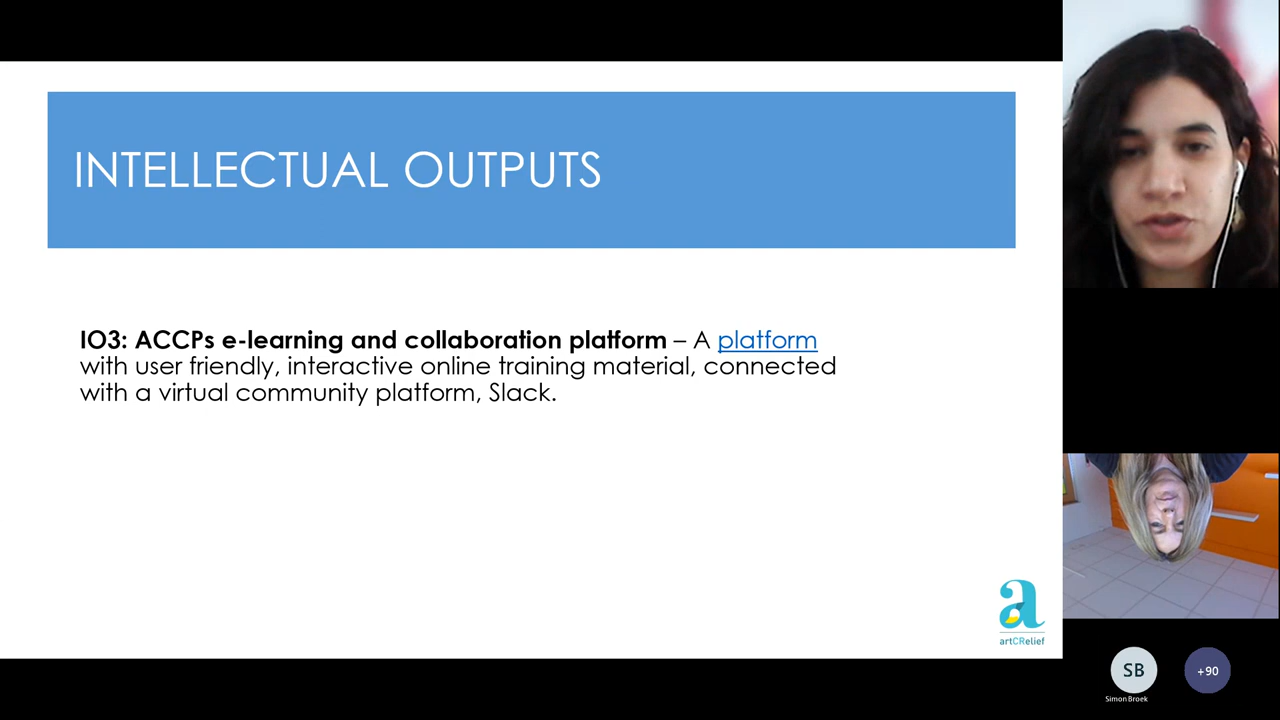 INTELLECTUAL OUTPUTS
IO3: ACCPs e-learning and collaboration platform – A platform
with user friendly, interactive online training material, connected
with a virtual community platform, Slack.
a
artCRelief
SB
+90
Simon Broek